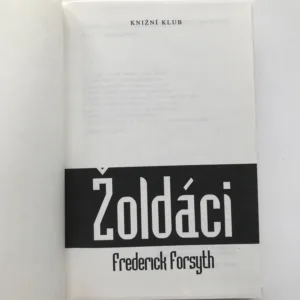 KNIŽNÍ KLUB
Žoldáci
frederick forsyth